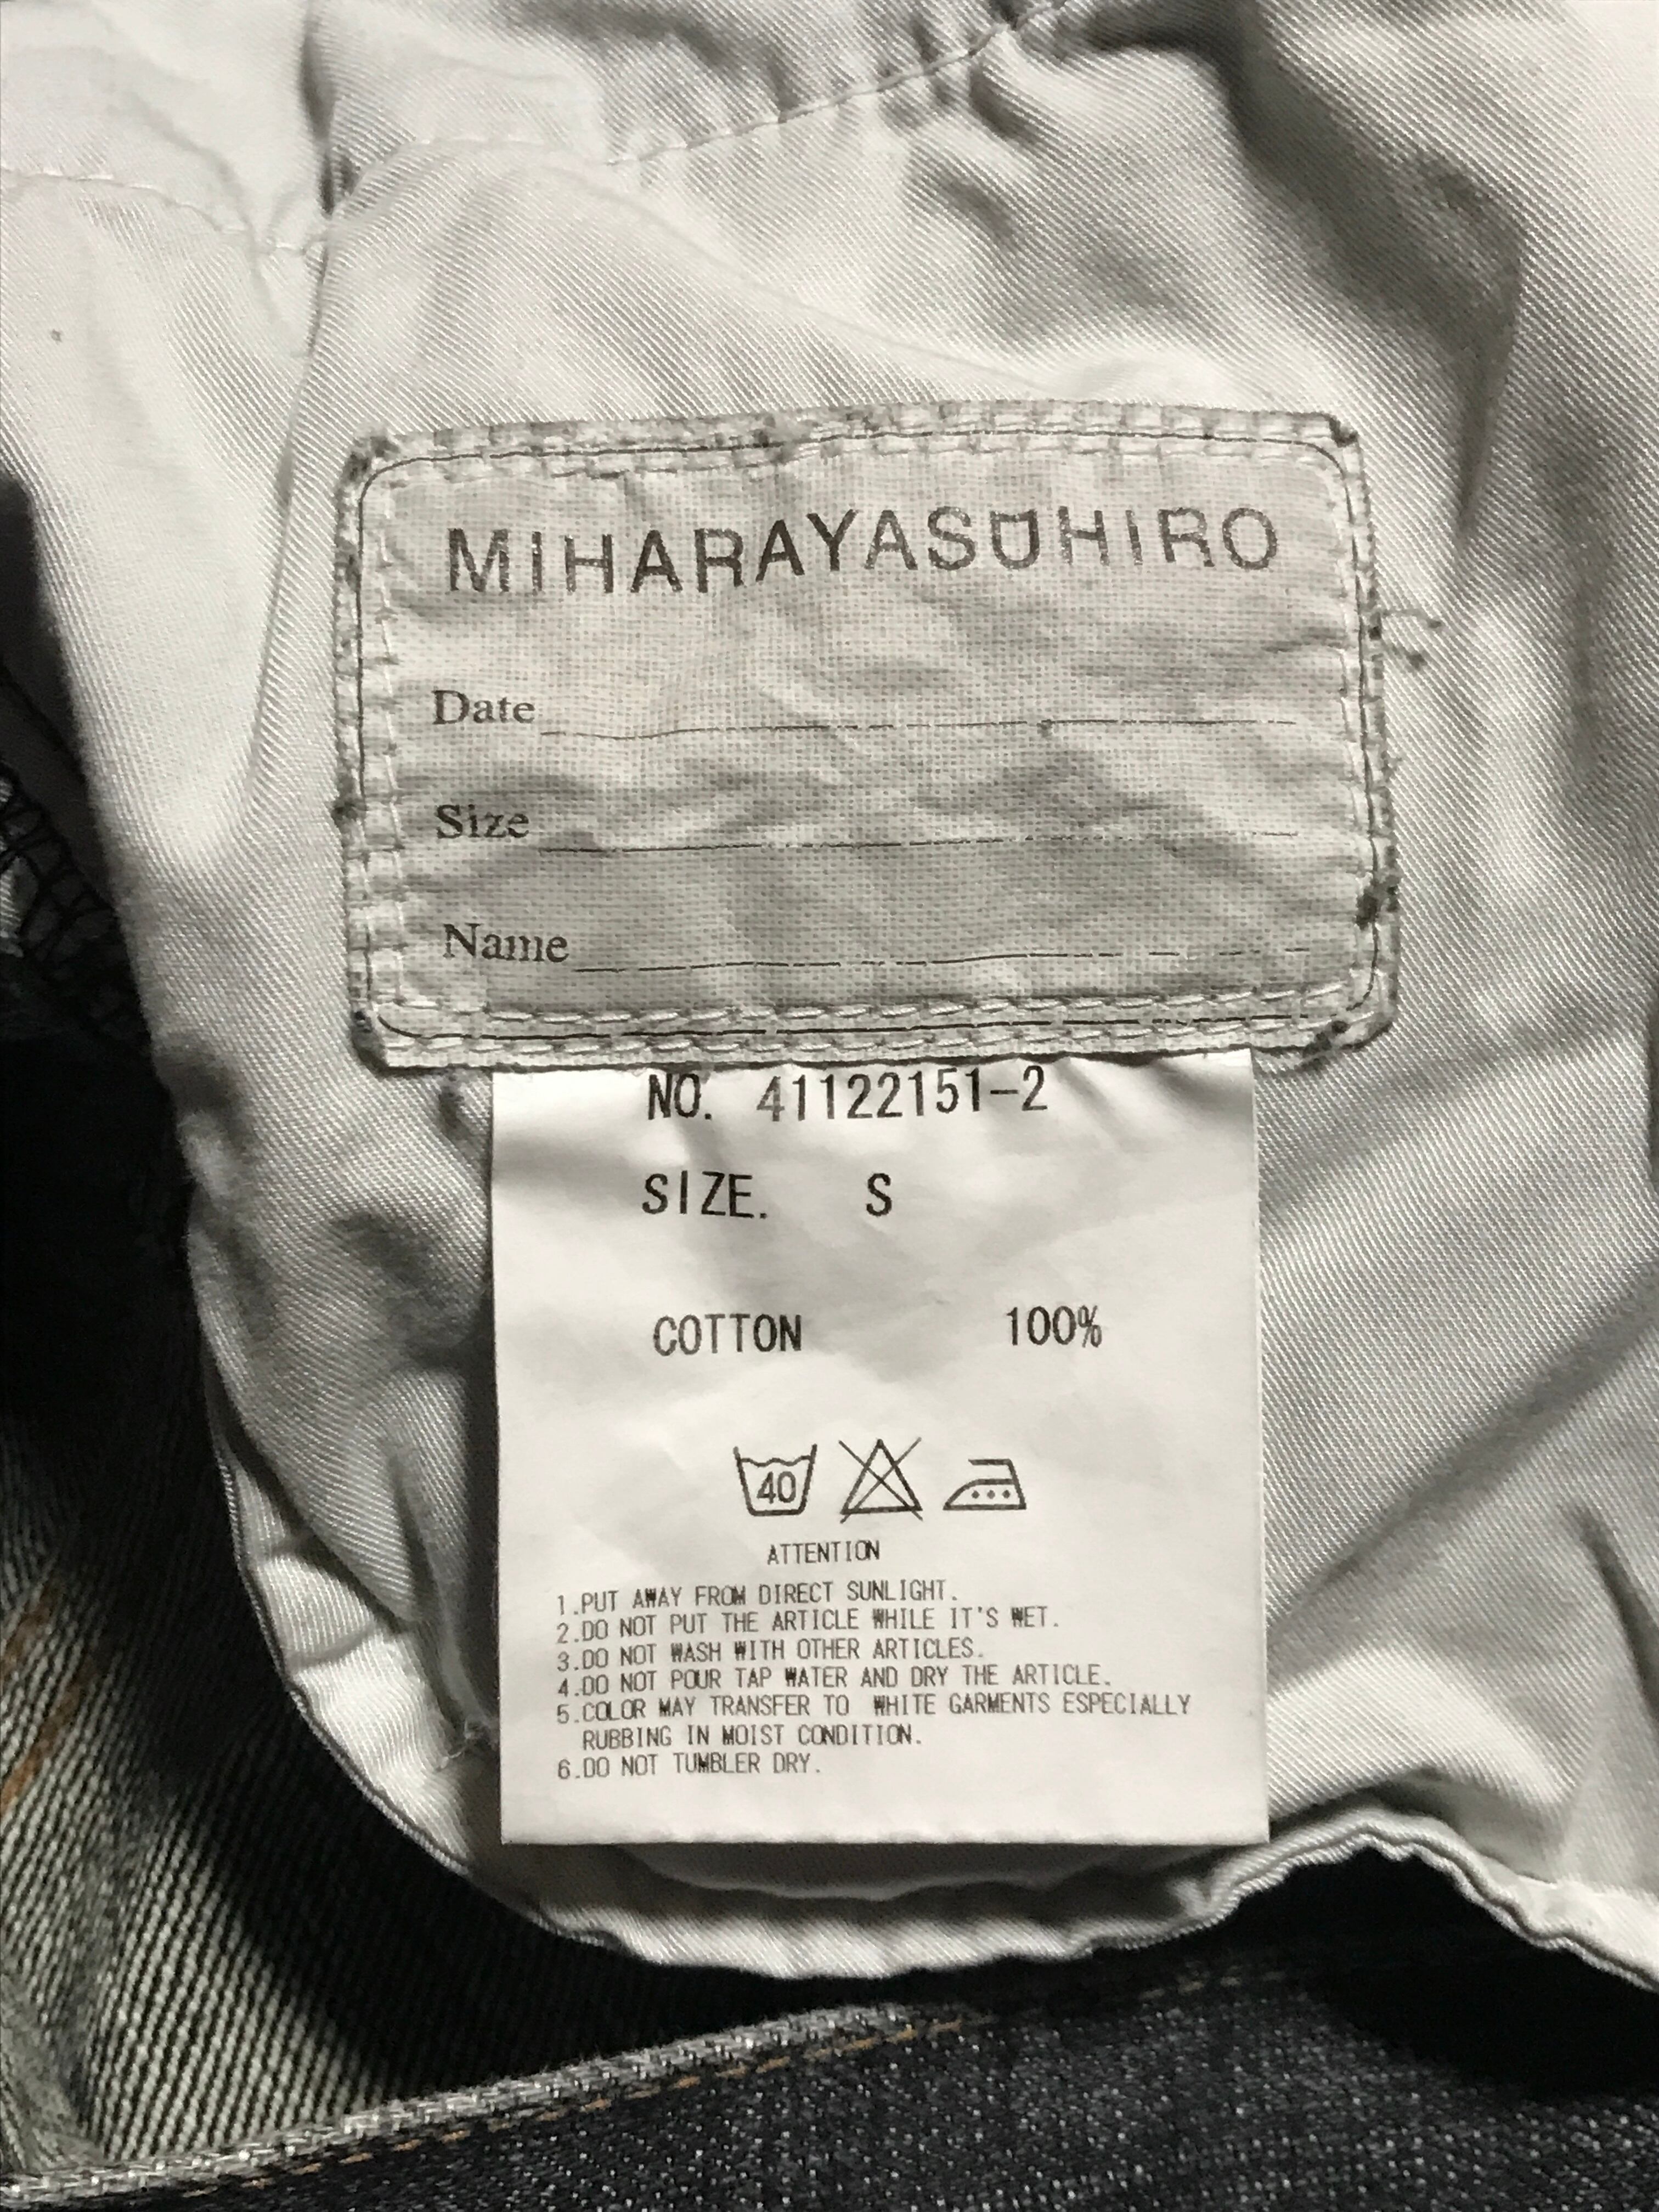 MIHARAYASUHIRO
Date
Size
Name
NO. 41122151-2
SIZE. S
COTTON 100%
40
ATTENTION
1.PUT AWAY FROM DIRECT SUNLIGHT.
2.DO NOT PUT THE ARTICLE WHILE IT'S WET.
3.DO NOT WASH WITH OTHER ARTICLES.
4.DO NOT POUR TAP WATER AND DRY THE ARTICLE.
5.COLOR MAY TRANSFER TO WHITE GARMENTS ESPECIALLY
RUBBING IN MOIST CONDITION.
6.DO NOT TUMBLER DRY.